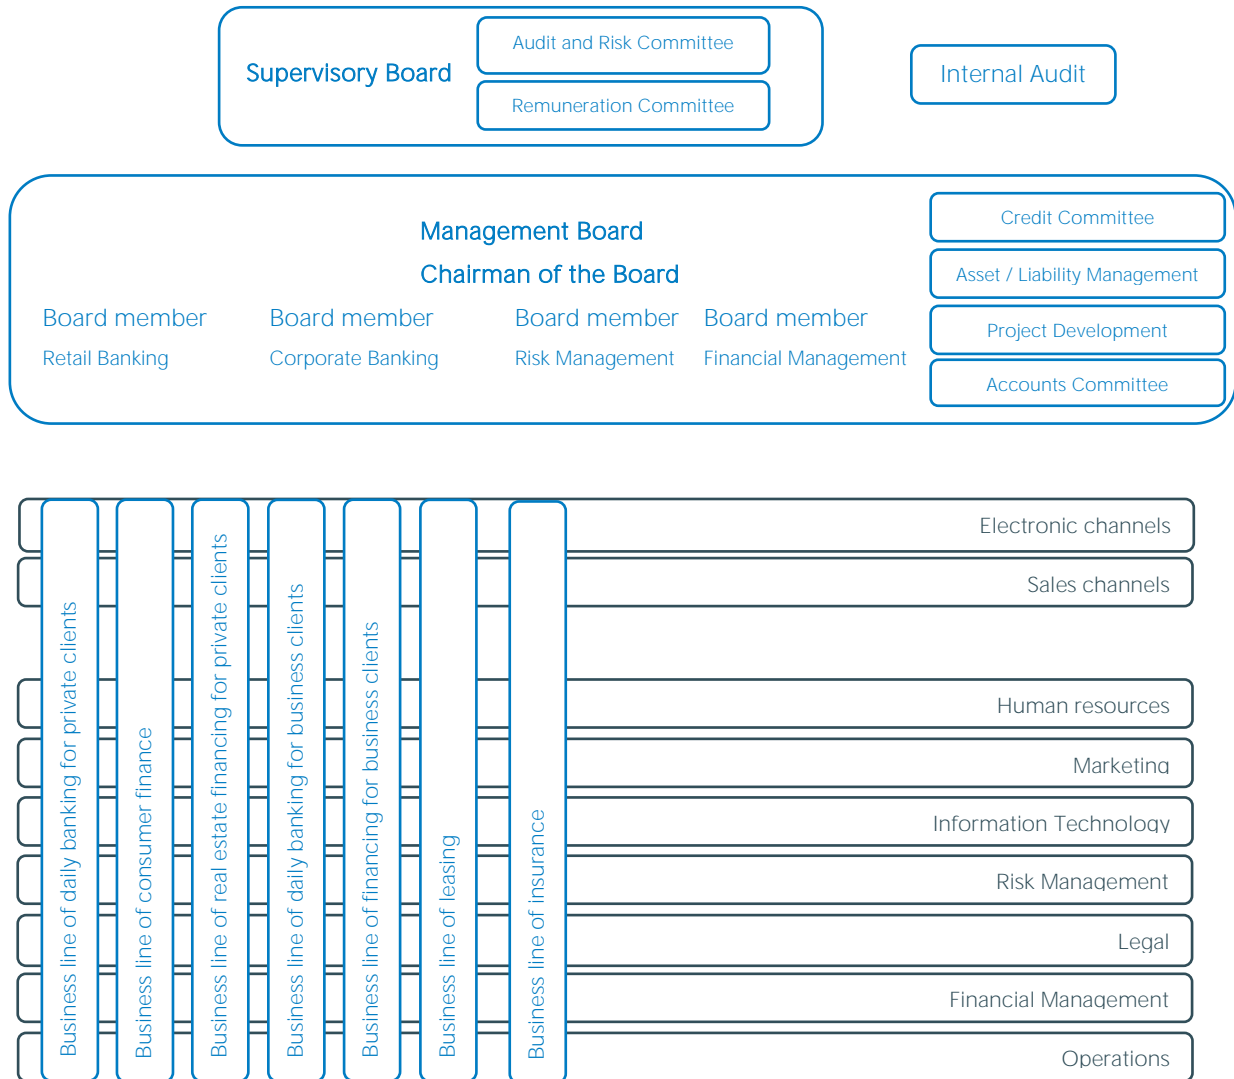 Supervisory Board
Audit and Risk Committee
Remuneration Committee
Internal Audit
Management Board
Chairman of the Board
Board member
Retail Banking
Board member
Corporate Banking
Board member
Risk Management
Board member
Financial Management
Credit Committee
Asset / Liability Management
Project Development
Accounts Committee
Business line of daily banking for private clients
Business line of consumer finance
Business line of real estate financing for private clients
Business line of daily banking for business clients
Business line of financing for business clients
Business line of leasing
Business line of insurance
Electronic channels
Sales channels
Human resources
Marketing
Information Technology
Risk Management
Legal
Financial Management
Operations